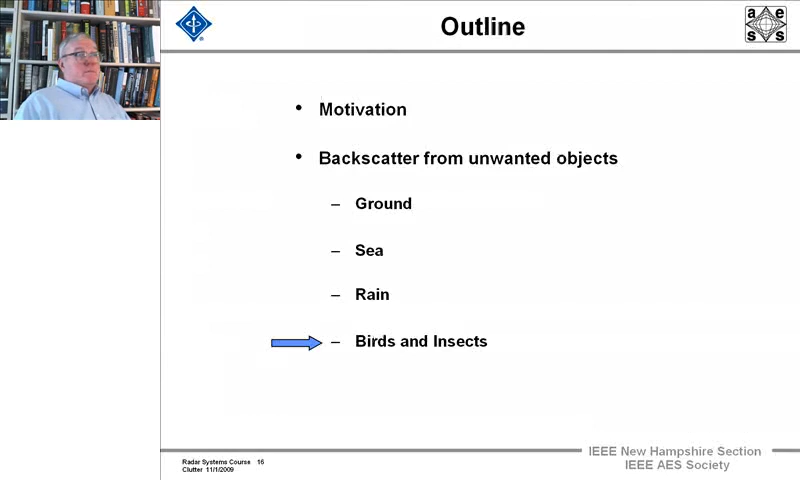 Outline
a e
s s
• Motivation
• Backscatter from unwanted objects
– Ground
– Sea
– Rain
– Birds and Insects
Radar Systems Course 16
Clutter 11/1/2009
IEEE New Hampshire Section
IEEE AES Society